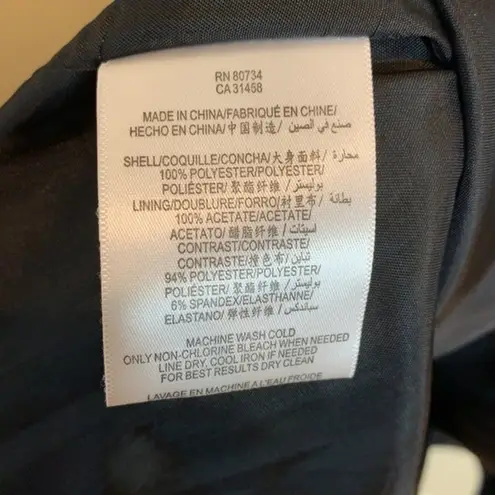 RN 80734
CA 31458
MADE IN CHINA/FABRIQUÉ EN CHINE/
HECHO EN CHINA/中国制造/ صنع في الصين
SHELL/COQUILLE/CONCHA/大身面料/ محارة
100% POLYESTER/POLYESTER/
POLIÉSTER/聚酯纤维/ بوليستر
LINING/DOUBLURE/FORRO/衬里布/ بطانة
100% ACETATE/ACÉTATE/
ACETATO/醋酯纤维/ أسيتات
CONTRAST/CONTRASTE/
CONTRASTE/撞色布/ تباين
94% POLYESTER/POLYESTER/
POLIÉSTER/聚酯纤维/ بوليستر
6% SPANDEX/ELASTHANNE/
ELASTANO/弹性纤维/ سباندكس
MACHINE WASH COLD
ONLY NON-CHLORINE BLEACH WHEN NEEDED
LINE DRY, COOL IRON IF NEEDED
FOR BEST RESULTS DRY CLEAN
LAVAGE EN MACHINE A L'EAU FROIDE